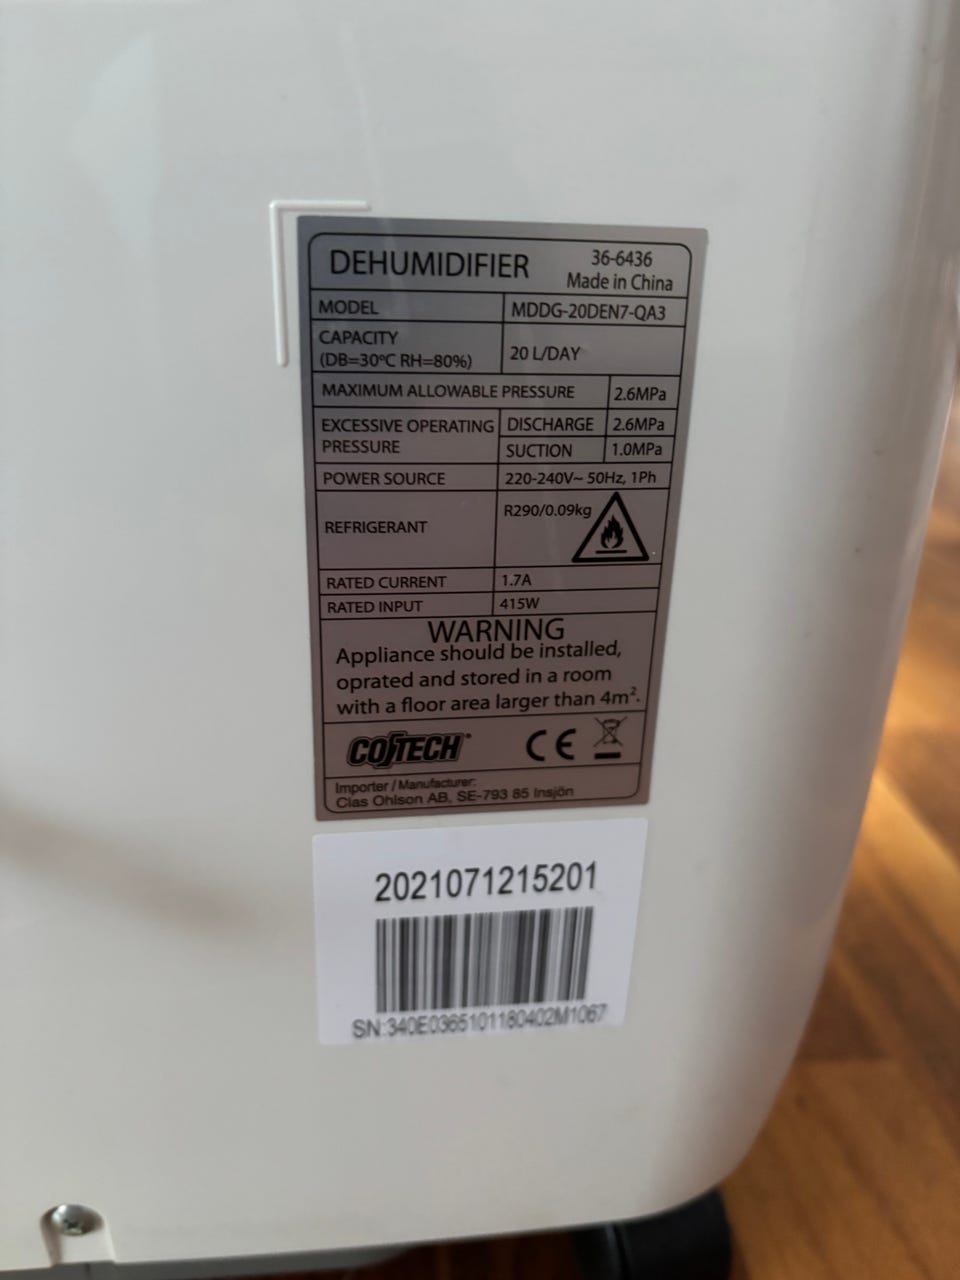 DEHUMIDIFIER
36-6436
Made in China
MODEL MDDG-20DEN7-QA3
CAPACITY
(DB=30ºC RH=80%) 20 L/DAY
MAXIMUM ALLOWABLE PRESSURE 2.6MPa
EXCESSIVE OPERATING PRESSURE
DISCHARGE 2.6MPa
SUCTION 1.0MPa
POWER SOURCE 220-240V~ 50Hz, 1Ph
REFRIGERANT R290/0.09kg
RATED CURRENT 1.7A
RATED INPUT 415W
WARNING
Appliance should be installed,
oprated and stored in a room
with a floor area larger than 4m².
COTECH®
CE
Importer / Manufacturer:
Clas Ohlson AB, SE-793 85 Insjön
2021071215201
SN:340E0365101180402M1067